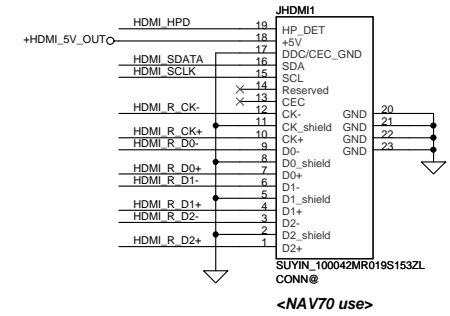 JHDMI1
HDMI_HPD 19 HP_DET
+HDMI_5V_OUT 18 +5V
17 DDC/CEC_GND
HDMI_SDATA 16 SDA
HDMI_SCLK 15 SCL
14 Reserved
13 CEC
HDMI_R_CK- 12 CK- GND 20
11 CK_shield GND 21
HDMI_R_CK+ 10 CK+ GND 22
HDMI_R_D0- 9 D0- GND 23
8 D0_shield
HDMI_R_D0+ 7 D0+
HDMI_R_D1- 6 D1-
5 D1_shield
HDMI_R_D1+ 4 D1+
HDMI_R_D2- 3 D2-
2 D2_shield
HDMI_R_D2+ 1 D2+
SUYIN_100042MR019S153ZL
CONN@
<NAV70 use>